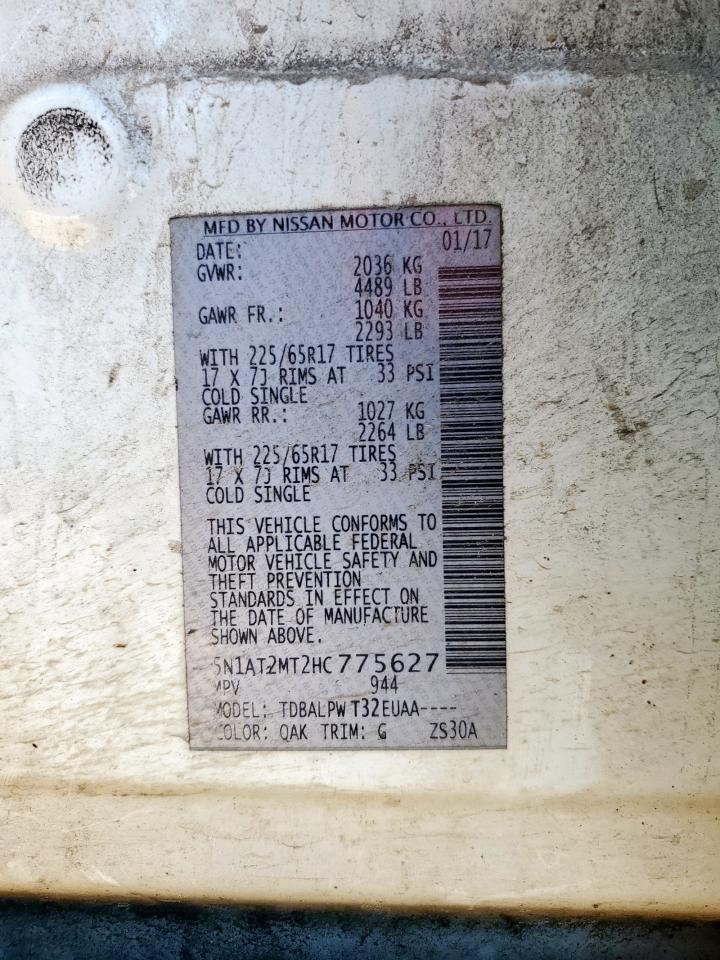 MFD BY NISSAN MOTOR CO., LTD.
DATE: 01/17
GVWR: 2036 KG
4489 LB
GAWR FR.: 1040 KG
2293 LB
WITH 225/65R17 TIRES
17 X 7J RIMS AT 33 PSI
COLD SINGLE
GAWR RR.: 1027 KG
2264 LB
WITH 225/65R17 TIRES
17 X 7J RIMS AT 33 PSI
COLD SINGLE
THIS VEHICLE CONFORMS TO
ALL APPLICABLE FEDERAL
MOTOR VEHICLE SAFETY AND
THEFT PREVENTION
STANDARDS IN EFFECT ON
THE DATE OF MANUFACTURE
SHOWN ABOVE.
5N1AT2MT2HC775627
MPV 944
MODEL: TDBALPW T32EUAA----
COLOR: QAK TRIM: G ZS30A